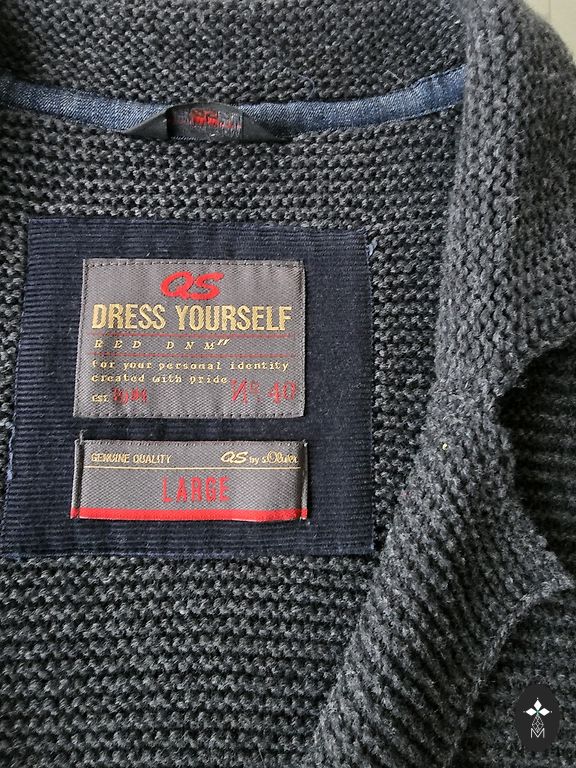 QS
DRESS YOURSELF
RED DNM"
for your personal identity
created with pride
EST. Nº 40
GENUINE QUALITY QS by s.Oliver
LARGE
M